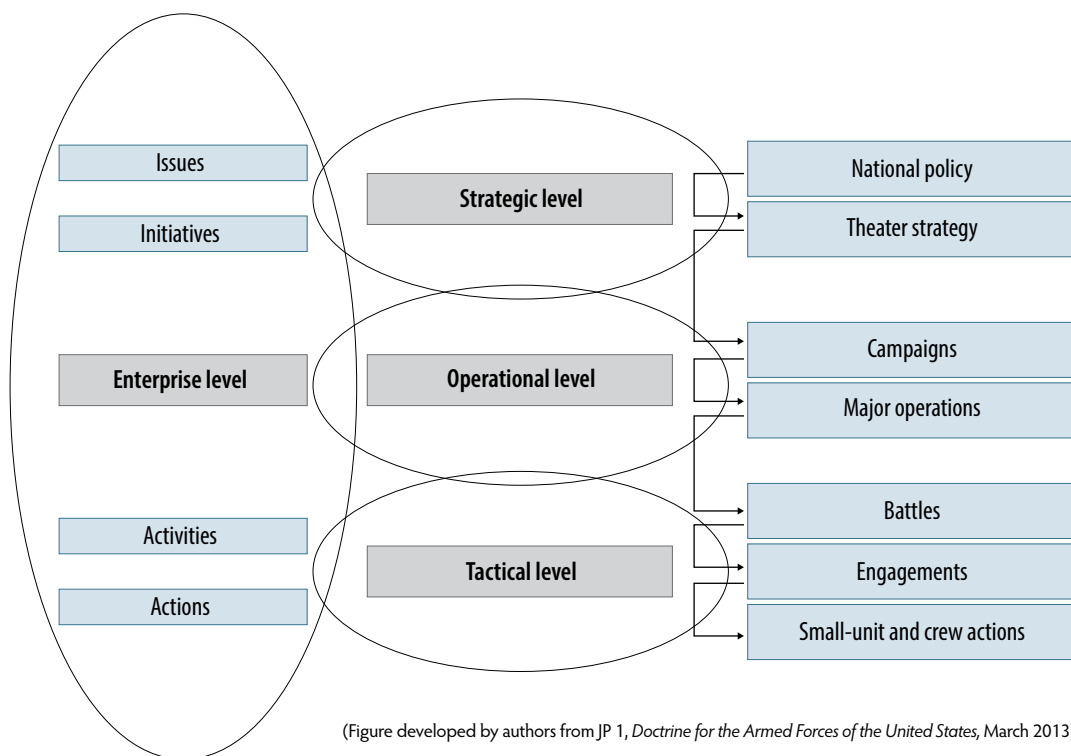 Issues
Initiatives
Enterprise level
Activities
Actions
Strategic level
Operational level
Tactical level
National policy
Theater strategy
Campaigns
Major operations
Battles
Engagements
Small-unit and crew actions
(Figure developed by authors from JP 1, Doctrine for the Armed Forces of the United States, March 2013)